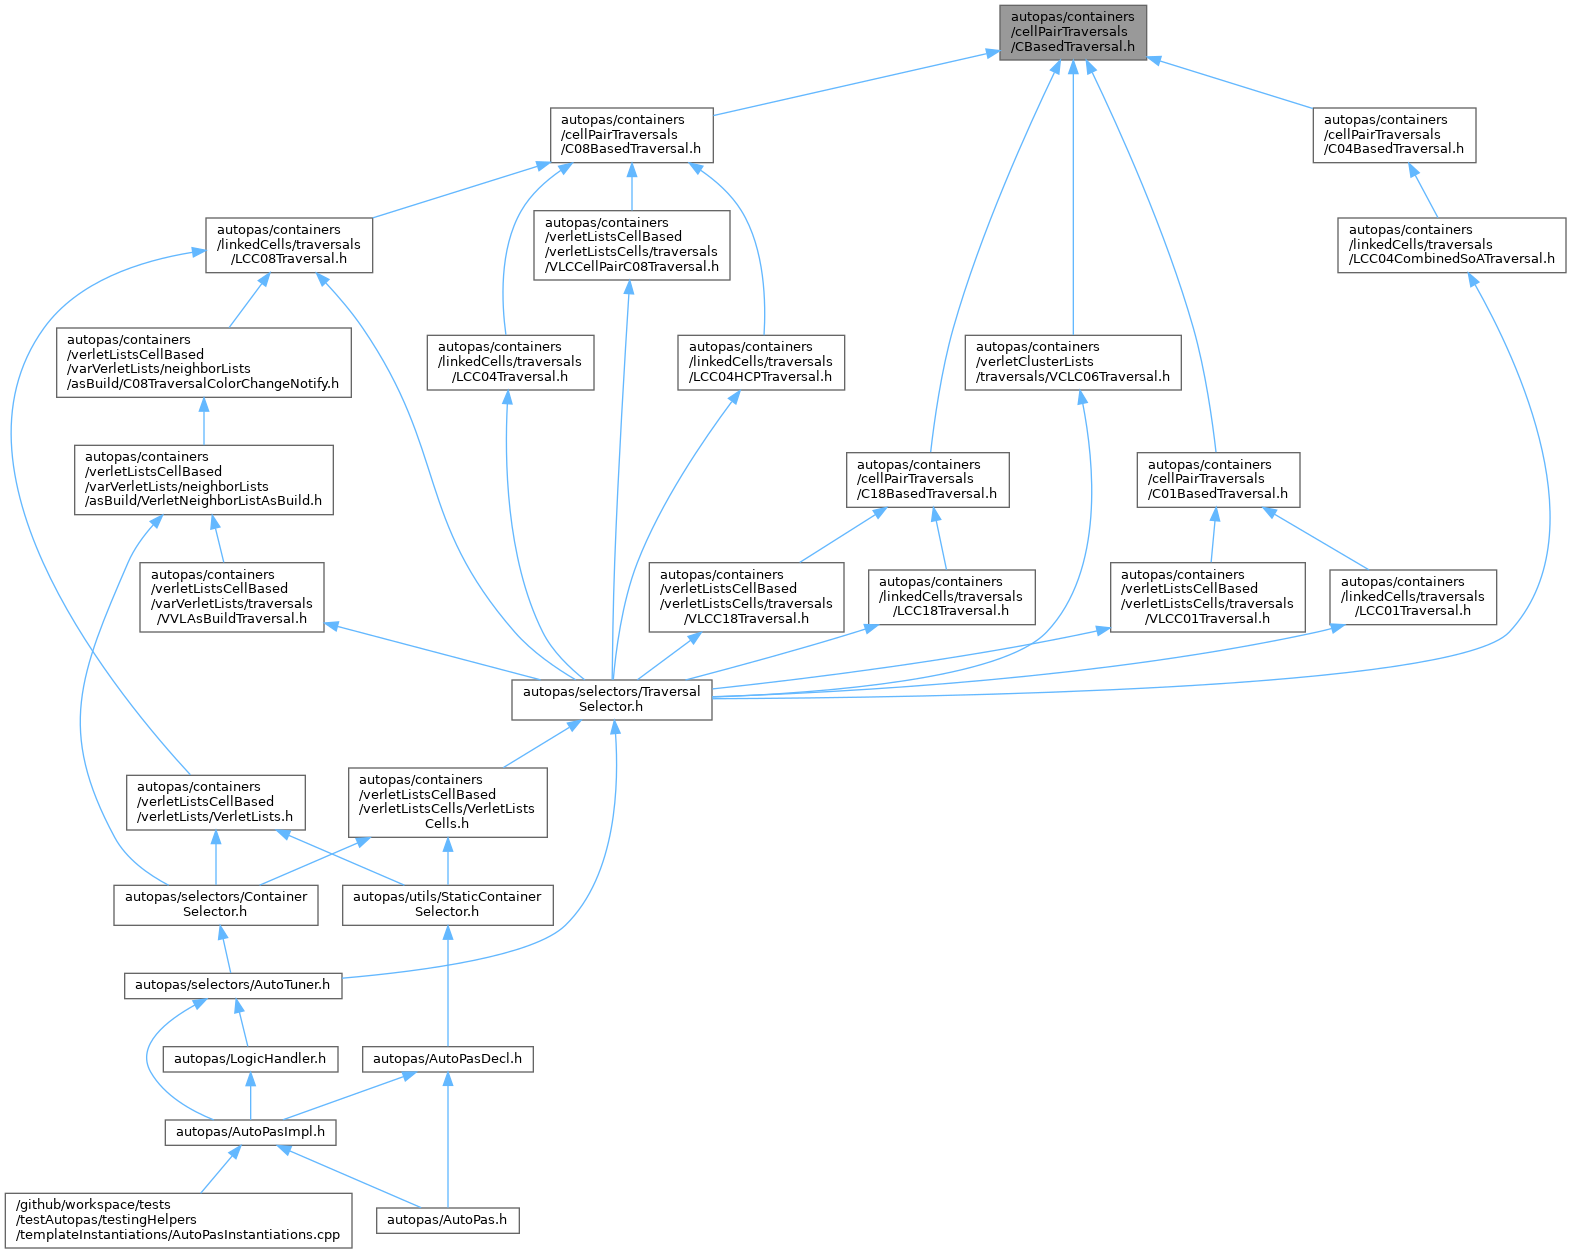 autopas/containers
/cellPairTraversals
/CBasedTraversal.h
autopas/containers
/cellPairTraversals
/C08BasedTraversal.h
autopas/containers
/cellPairTraversals
/C04BasedTraversal.h
autopas/containers
/linkedCells/traversals
/LCC08Traversal.h
autopas/containers
/verletListsCellBased
/verletListsCells/traversals
/VLCCellPairC08Traversal.h
autopas/containers
/linkedCells/traversals
/LCC04CombinedSoATraversal.h
autopas/containers
/verletListsCellBased
/varVerletLists/neighborLists
/asBuild/C08TraversalColorChangeNotify.h
autopas/containers
/linkedCells/traversals
/LCC04Traversal.h
autopas/containers
/linkedCells/traversals
/LCC04HCPTraversal.h
autopas/containers
/verletClusterLists
/traversals/VCLC06Traversal.h
autopas/containers
/verletListsCellBased
/varVerletLists/neighborLists
/asBuild/VerletNeighborListAsBuild.h
autopas/containers
/cellPairTraversals
/C18BasedTraversal.h
autopas/containers
/cellPairTraversals
/C01BasedTraversal.h
autopas/containers
/verletListsCellBased
/varVerletLists/traversals
/VVLAsBuildTraversal.h
autopas/containers
/verletListsCellBased
/verletListsCells/traversals
/VLCC18Traversal.h
autopas/containers
/linkedCells/traversals
/LCC18Traversal.h
autopas/containers
/verletListsCellBased
/verletListsCells/traversals
/VLCC01Traversal.h
autopas/containers
/linkedCells/traversals
/LCC01Traversal.h
autopas/selectors/Traversal
Selector.h
autopas/containers
/verletListsCellBased
/verletLists/VerletLists.h
autopas/containers
/verletListsCellBased
/verletListsCells/VerletLists
Cells.h
autopas/selectors/Container
Selector.h
autopas/utils/StaticContainer
Selector.h
autopas/selectors/AutoTuner.h
autopas/LogicHandler.h
autopas/AutoPasDecl.h
autopas/AutoPasImpl.h
/github/workspace/tests
/testAutopas/testingHelpers
/templateInstantiations/AutoPasInstantiations.cpp
autopas/AutoPas.h